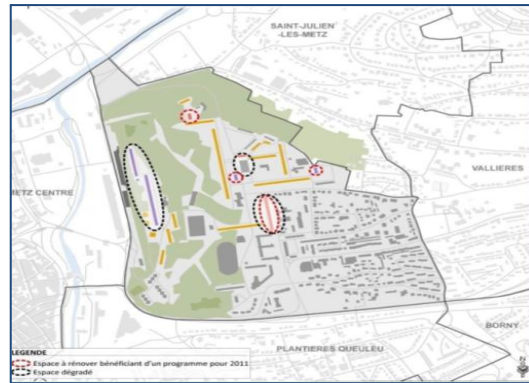 SAINT-JULIEN
-LES-METZ
VALLIERES
METZ CENTRE
BORNY
PLANTIERES QUEULEU
LEGENDE
Espace à rénover bénéficiant d'un programme pour 2011
Espace dégradé